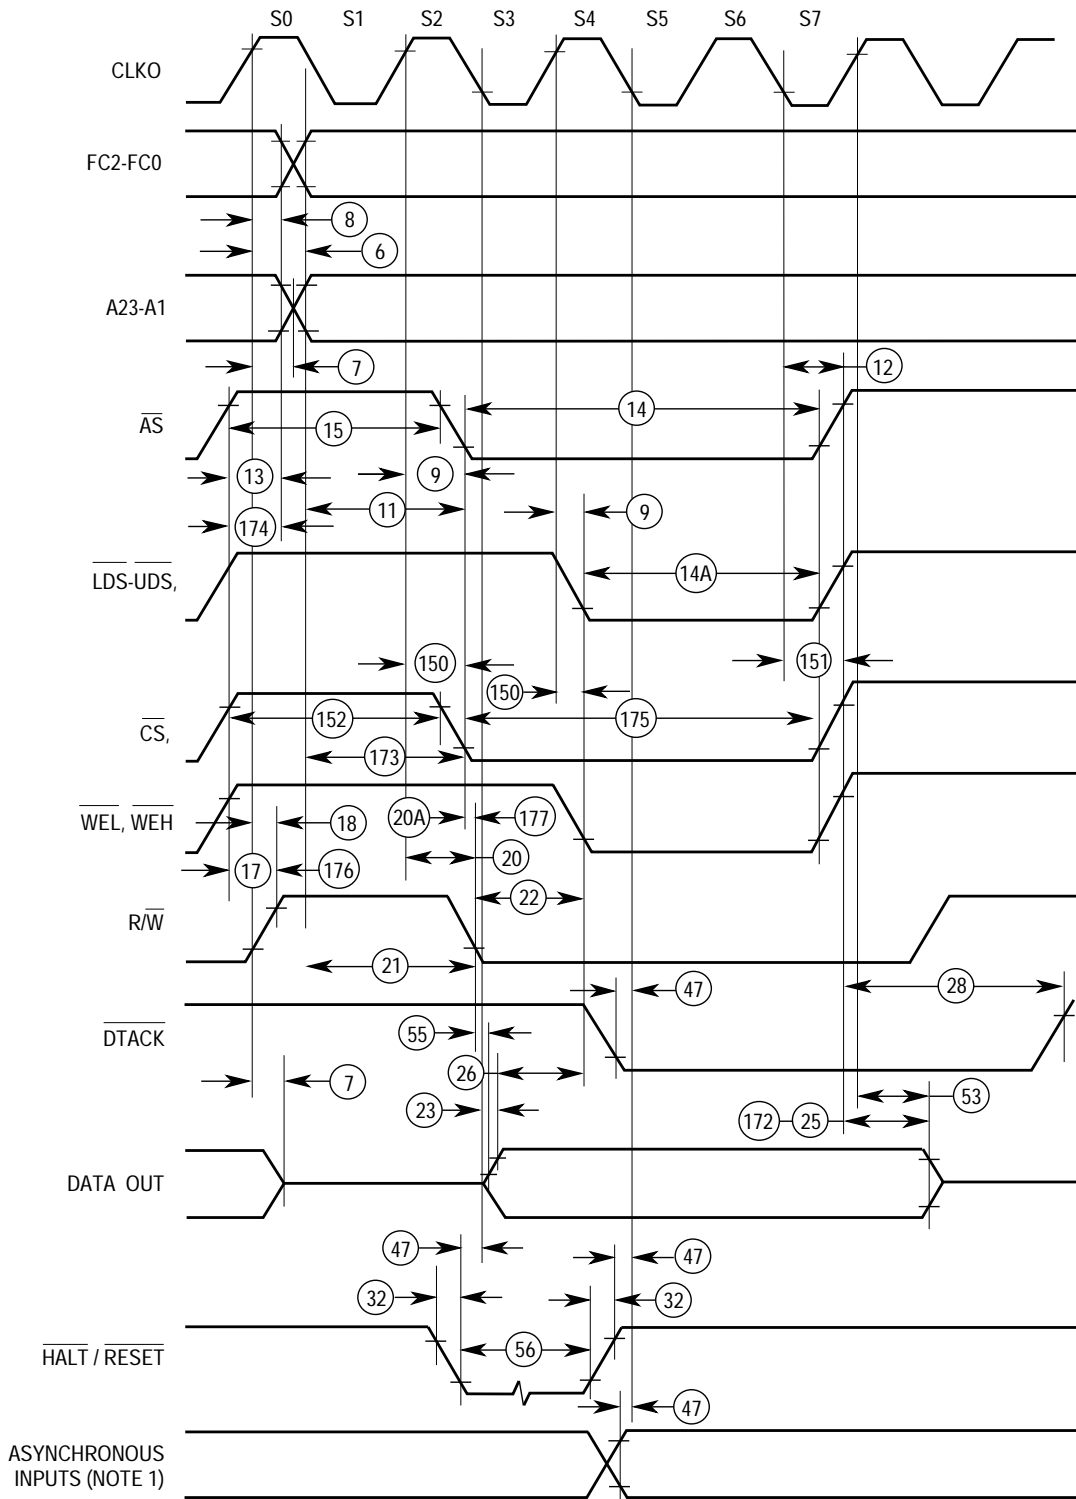 S0 S1 S2 S3 S4 S5 S6 S7
CLKO
FC2-FC0
8
6
A23-A1
7
12
AS
14
15
13
9
11
9
174
LDS-UDS,
14A
150
151
150
CS,
152
175
173
WEL, WEH
18
20A
177
20
17
176
22
R/W
21
28
47
DTACK
55
26
7
23
53
172
25
DATA OUT
47
47
32
32
HALT / RESET
56
47
ASYNCHRONOUS
INPUTS (NOTE 1)